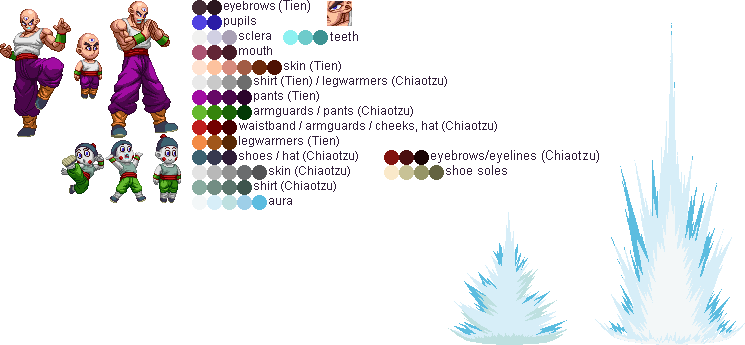 eyebrows (Tien)
pupils
sclera
teeth
mouth
skin (Tien)
shirt (Tien) / legwarmers (Chiaotzu)
pants (Tien)
armguards / pants (Chiaotzu)
waistband / armguards / cheeks, hat (Chiaotzu)
legwarmers (Tien)
shoes / hat (Chiaotzu)
eyebrows/eyelines (Chiaotzu)
skin (Chiaotzu)
shoe soles
shirt (Chiaotzu)
aura